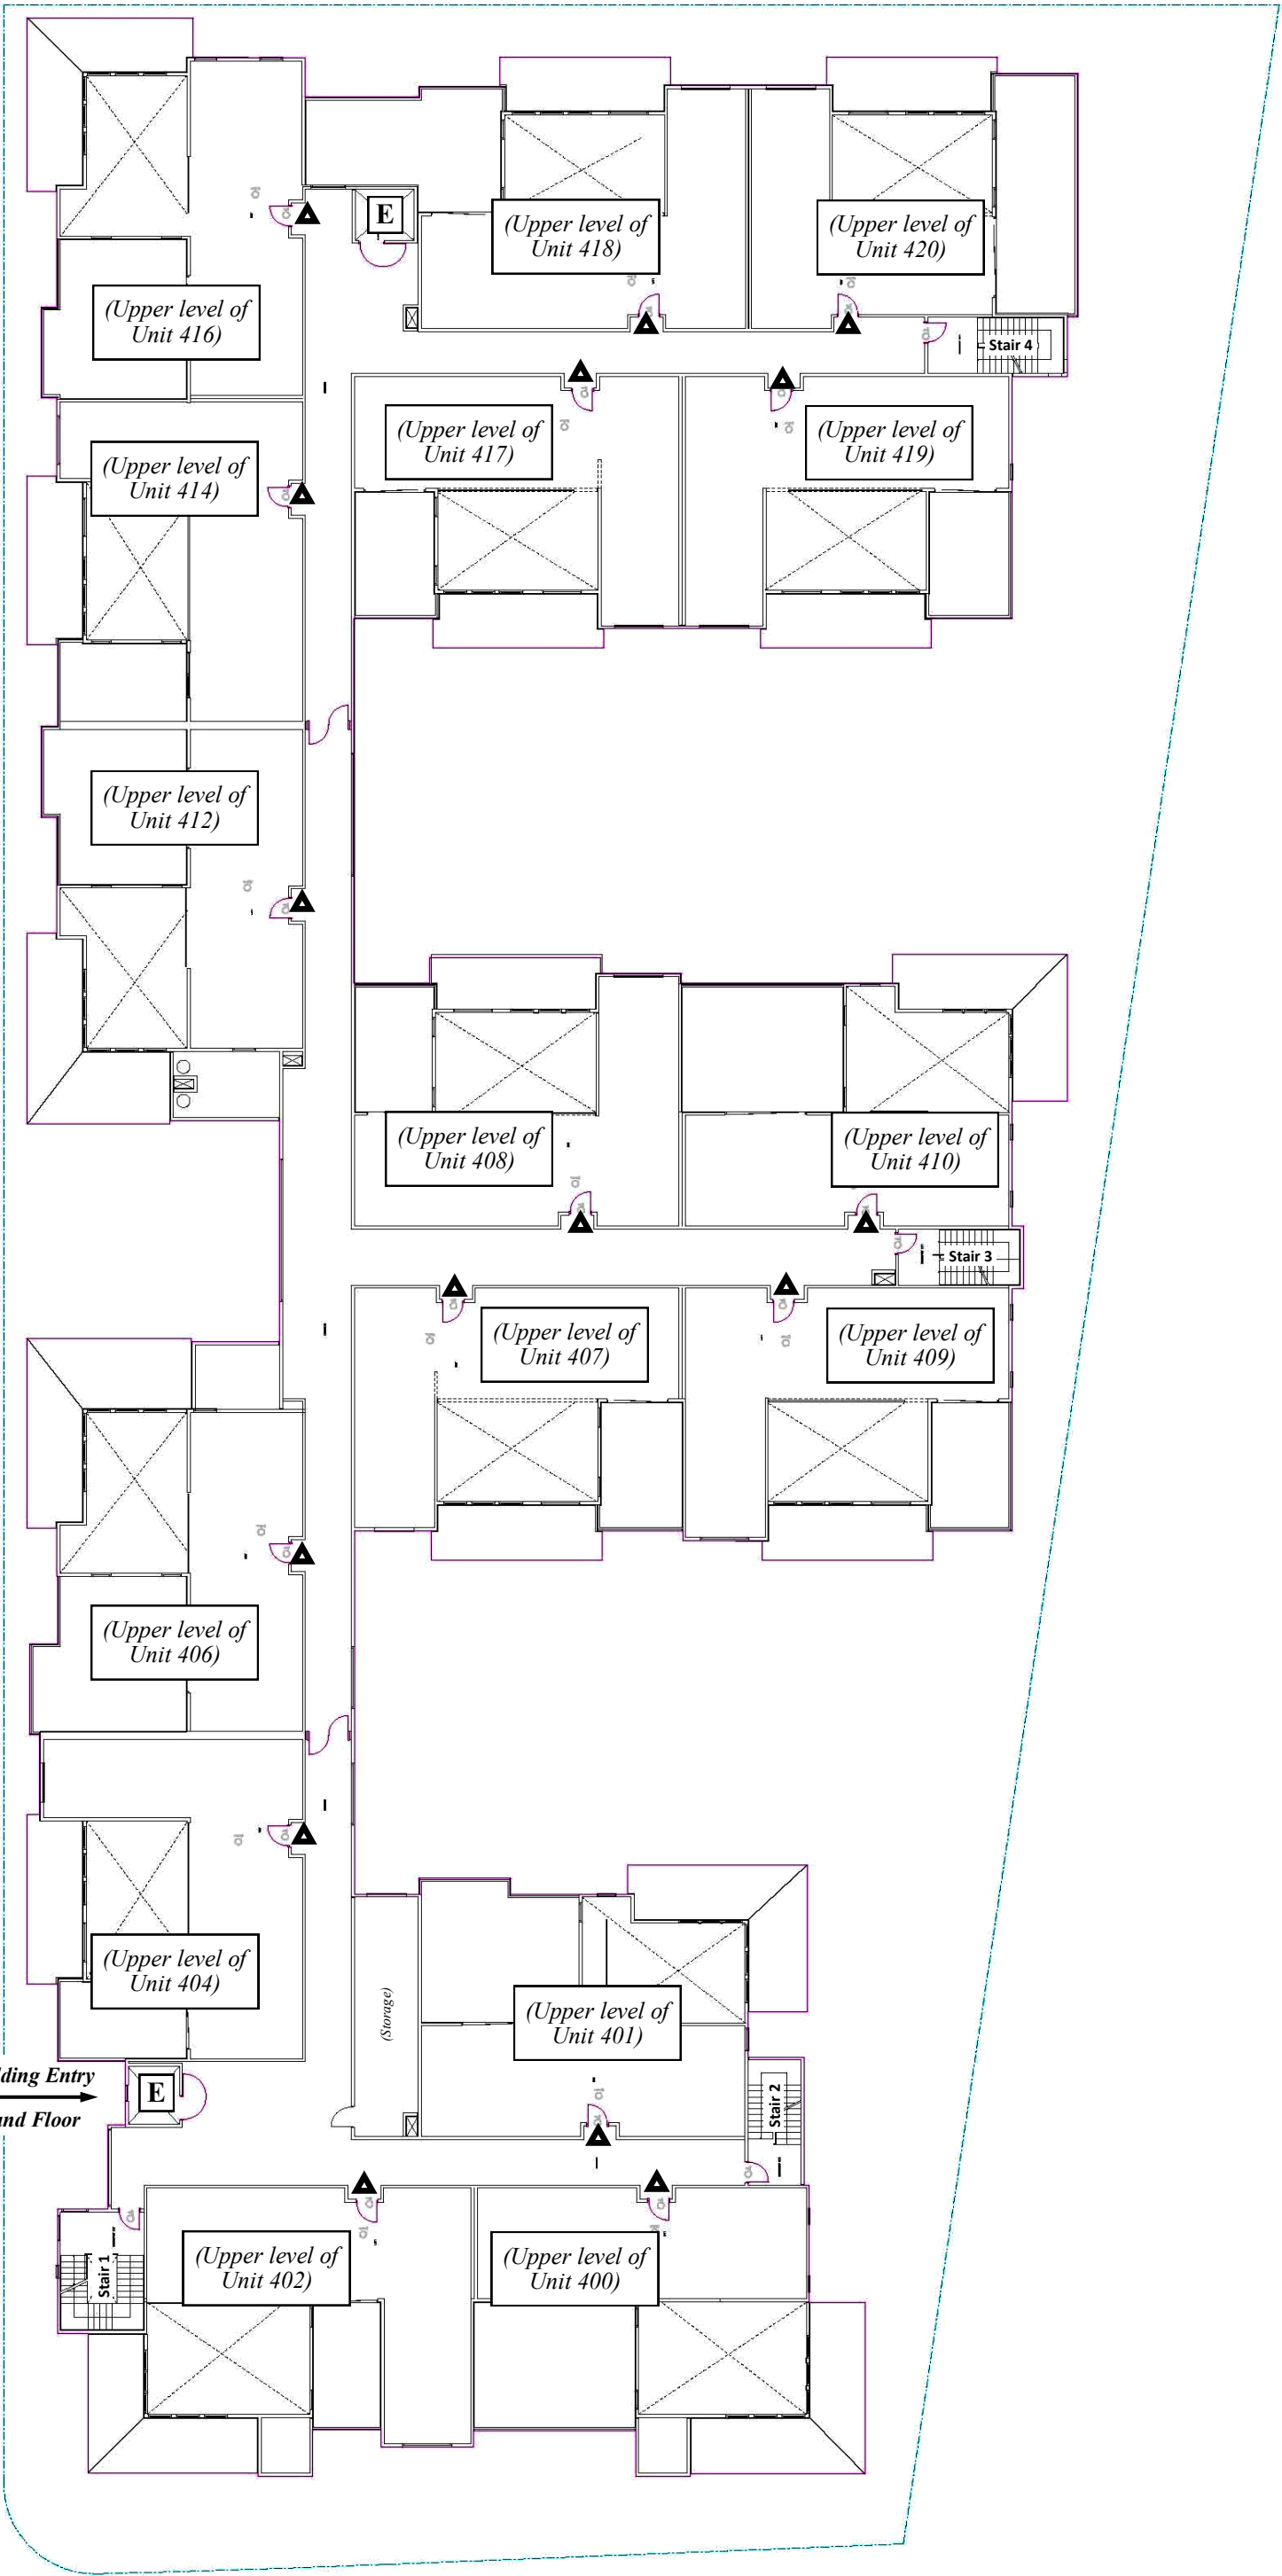 E
(Upper level of
Unit 418)
(Upper level of
Unit 420)
(Upper level of
Unit 416)
Stair 4
(Upper level of
Unit 417)
(Upper level of
Unit 419)
(Upper level of
Unit 414)
(Upper level of
Unit 412)
(Upper level of
Unit 408)
(Upper level of
Unit 410)
Stair 3
(Upper level of
Unit 407)
(Upper level of
Unit 409)
(Upper level of
Unit 406)
(Upper level of
Unit 404)
(Storage)
(Upper level of
Unit 401)
lding Entry
E
und Floor
Stair 2
Stair 1
(Upper level of
Unit 402)
(Upper level of
Unit 400)